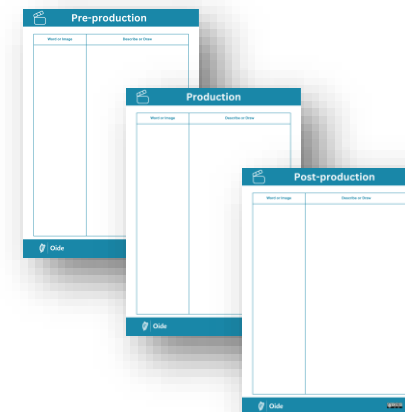 Pre-production
Word or Image Describe or Draw
Oide
Production
Word or Image Describe or Draw
Oide
Post-production
Word or Image Describe or Draw
Oide